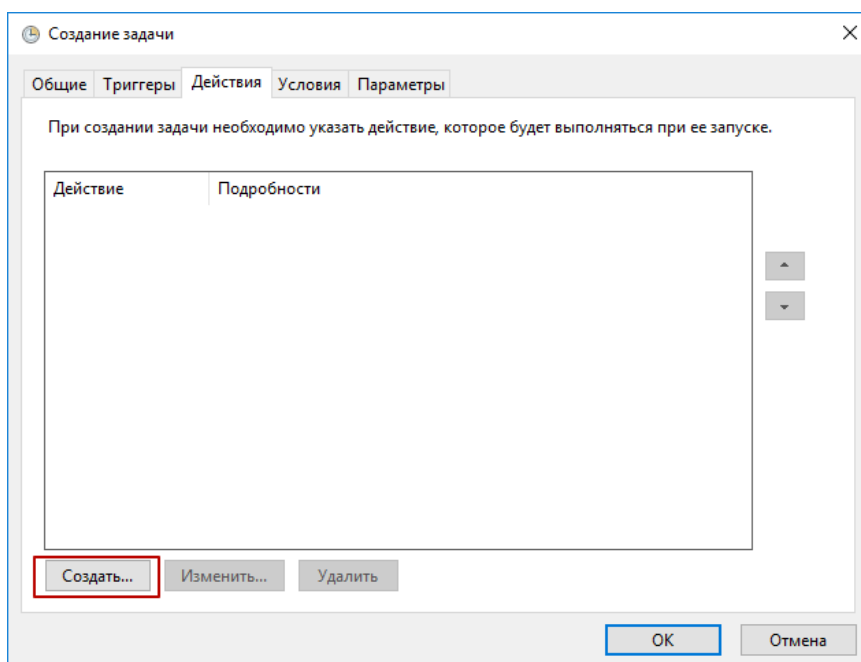 Создание задачи
Общие Триггеры Действия Условия Параметры
При создании задачи необходимо указать действие, которое будет выполняться при ее запуске.
Действие Подробности
Создать... Изменить... Удалить
OK Отмена